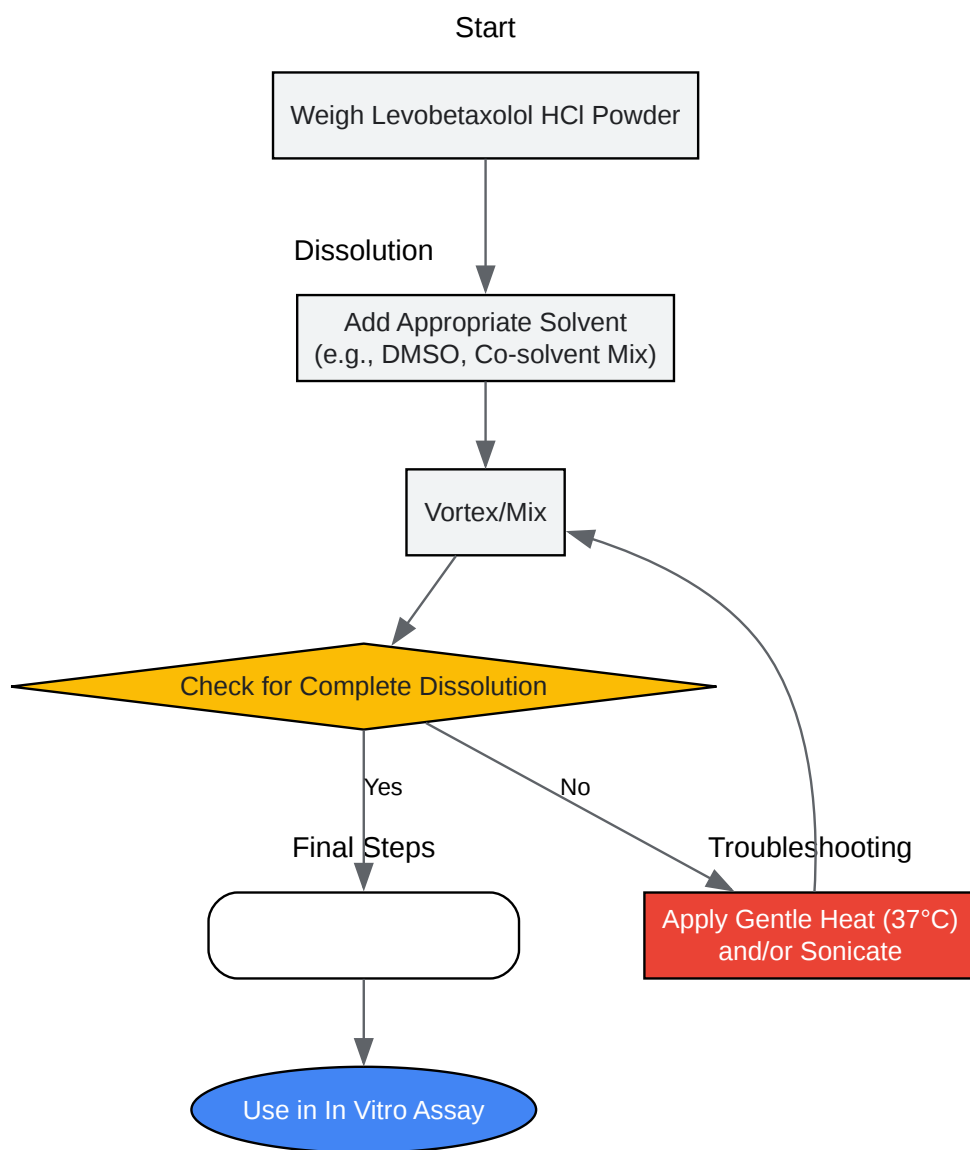 Start
Weigh Levobetaxolol HCl Powder
Dissolution
Add Appropriate Solvent
(e.g., DMSO, Co-solvent Mix)
Vortex/Mix
Check for Complete Dissolution
Yes
No
Final Steps
Troubleshooting
Apply Gentle Heat (37°C)
and/or Sonicate
Use in In Vitro Assay